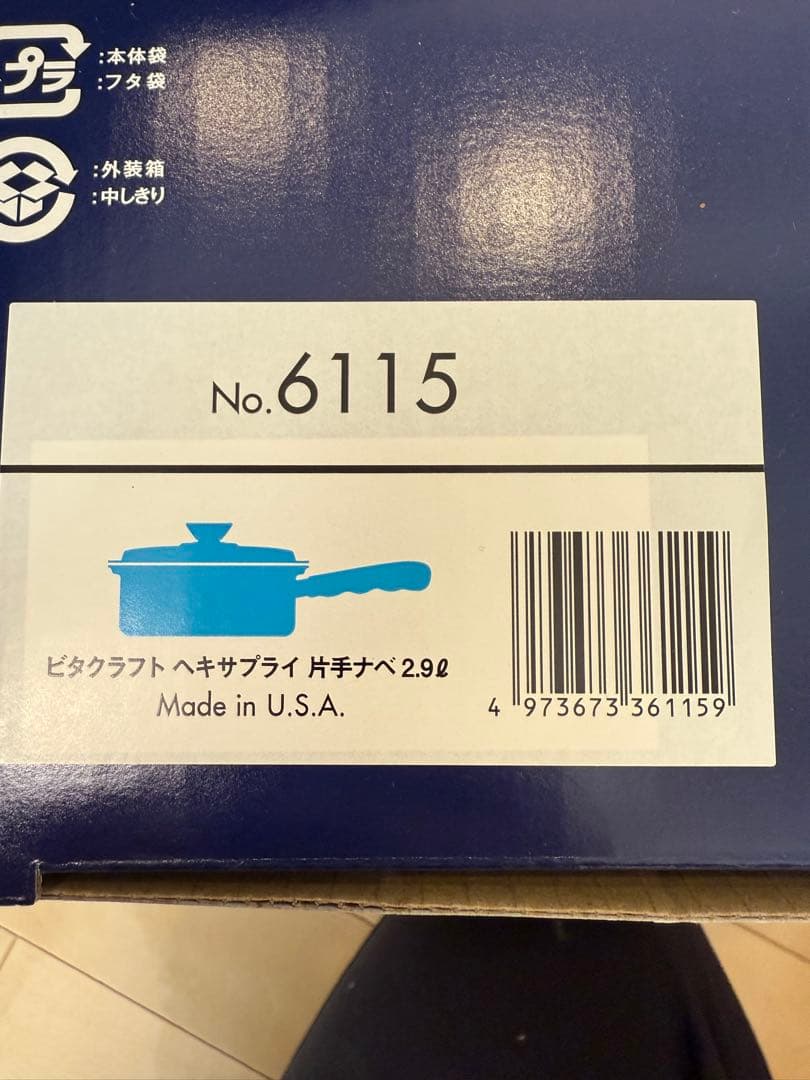 プラ
:本体袋
:フタ袋
:外装箱
:中しきり
No.6115
ビタクラフト ヘキサプライ 片手ナベ 2.9ℓ
Made in U.S.A.
4 973673 361159